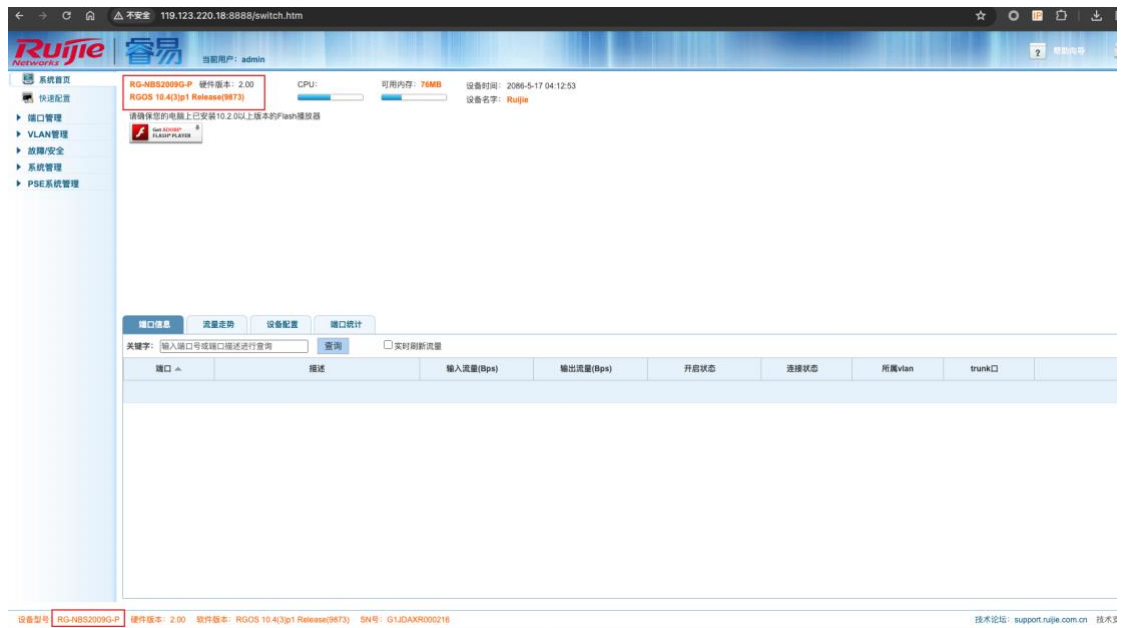 不安全 119.123.220.18:8888/switch.htm
Ruijie Networks 睿易 当前用户：admin
帮助向导
系统首页
快速配置
端口管理
VLAN管理
故障/安全
系统管理
PSE系统管理
RG-NBS2009G-P 硬件版本：2.00 CPU: 可用内存：76MB 设备时间：2086-5-17 04:12:53
RGOS 10.4(3)p1 Release(9873) 设备名字：Ruijie
请确保您的电脑上已安装10.2.0以上版本的Flash播放器
Get ADOBE® FLASH® PLAYER
端口信息 流量走势 设备配置 端口统计
关键字： 输入端口号或端口描述进行查询 查询 实时刷新流量
端口 描述 输入流量(Bps) 输出流量(Bps) 开启状态 连接状态 所属vlan trunk口
设备型号 RG-NBS2009G-P 硬件版本：2.00 软件版本：RGOS 10.4(3)p1 Release(9873) SN号：G1JDAXR000216 技术论坛：support.ruijie.com.cn 技术